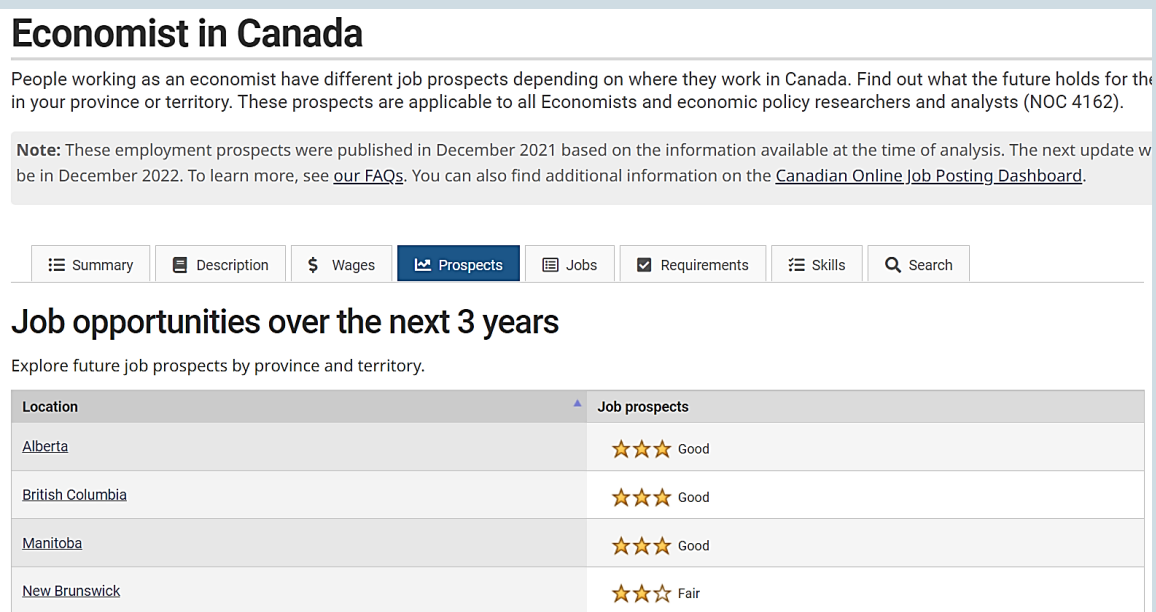 Economist in Canada
People working as an economist have different job prospects depending on where they work in Canada. Find out what the future holds for
in your province or territory. These prospects are applicable to all Economists and economic policy researchers and analysts (NOC 4162).
Note: These employment prospects were published in December 2021 based on the information available at the time of analysis. The next update
be in December 2022. To learn more, see our FAQs. You can also find additional information on the Canadian Online Job Posting Dashboard.
Summary Description $ Wages Prospects Jobs Requirements Skills Search
Job opportunities over the next 3 years
Explore future job prospects by province and territory.
Location Job prospects
Alberta Good
British Columbia Good
Manitoba Good
New Brunswick Fair